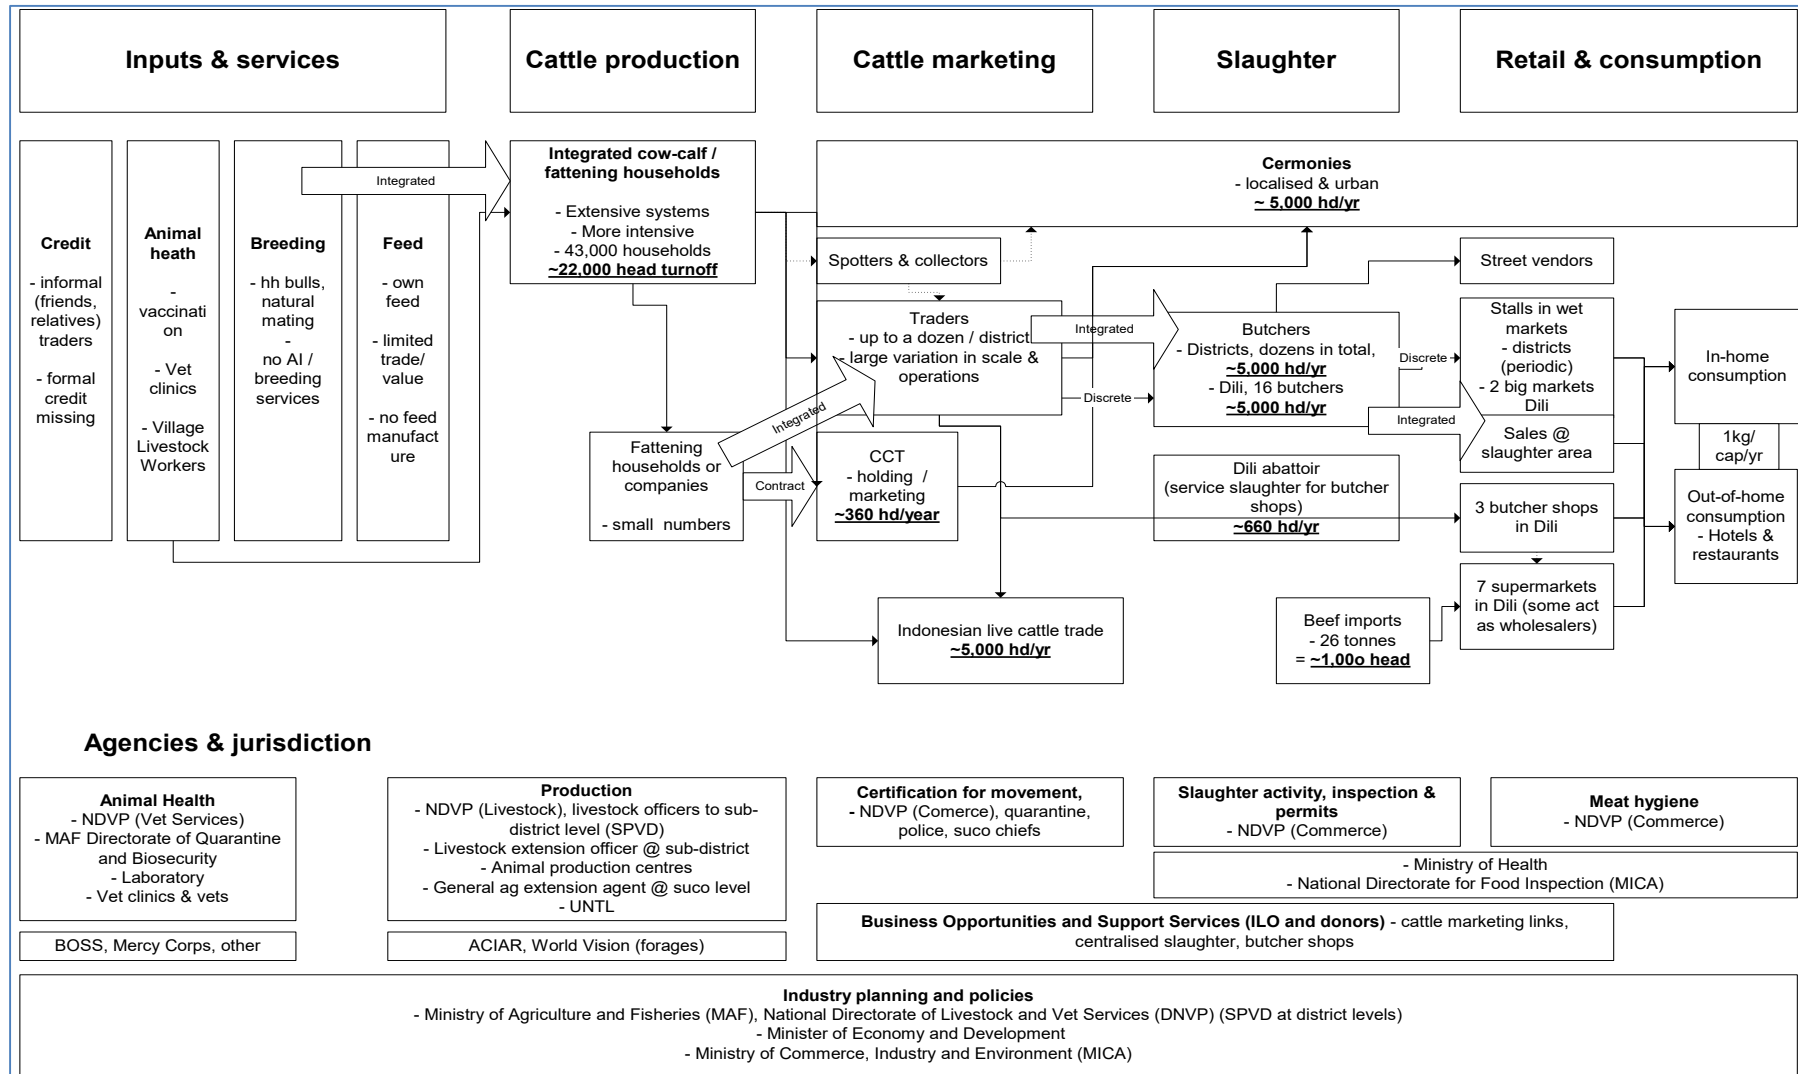 Inputs & services
Cattle production
Cattle marketing
Slaughter
Retail & consumption
Credit
- informal
(friends,
relatives)
traders
- formal
credit
missing
Animal
heath
-
vaccinati
on
- Vet
clinics
- Village
Livestock
Workers
Breeding
- hh bulls,
natural
mating
-
no AI /
breeding
services
Feed
- own
feed
- limited
trade/
value
- no feed
manufact
ure
Integrated
Integrated cow-calf /
fattening households
- Extensive systems
- More intensive
- 43,000 households
~22,000 head turnoff
Fattening
households or
companies
- small numbers
Integrated
Contract
Cermonies
- localised & urban
~ 5,000 hd/yr
Spotters & collectors
Traders
- up to a dozen / district
- large variation in scale &
operations
CCT
- holding /
marketing
~360 hd/year
Indonesian live cattle trade
~5,000 hd/yr
Integrated
Discrete
Butchers
- Districts, dozens in total,
~5,000 hd/yr
- Dili, 16 butchers
~5,000 hd/yr
Dili abattoir
(service slaughter for butcher
shops)
~660 hd/yr
Beef imports
- 26 tonnes
= ~1,00o head
Discrete
Integrated
Street vendors
Stalls in wet
markets
- districts
(periodic)
- 2 big markets
Dili
Sales @
slaughter area
3 butcher shops
in Dili
7 supermarkets
in Dili (some act
as wholesalers)
In-home
consumption
1kg/
cap/yr
Out-of-home
consumption
- Hotels &
restaurants
Agencies & jurisdiction
Animal Health
- NDVP (Vet Services)
- MAF Directorate of Quarantine
and Biosecurity
- Laboratory
- Vet clinics & vets
BOSS, Mercy Corps, other
Production
- NDVP (Livestock), livestock officers to sub-
district level (SPVD)
- Livestock extension officer @ sub-district
- Animal production centres
- General ag extension agent @ suco level
- UNTL
ACIAR, World Vision (forages)
Certification for movement,
- NDVP (Comerce), quarantine,
police, suco chiefs
Slaughter activity, inspection &
permits
- NDVP (Commerce)
Meat hygiene
- NDVP (Commerce)
- Ministry of Health
- National Directorate for Food Inspection (MICA)
Business Opportunities and Support Services (ILO and donors) - cattle marketing links,
centralised slaughter, butcher shops
Industry planning and policies
- Ministry of Agriculture and Fisheries (MAF), National Directorate of Livestock and Vet Services (DNVP) (SPVD at district levels)
- Minister of Economy and Development
- Ministry of Commerce, Industry and Environment (MICA)